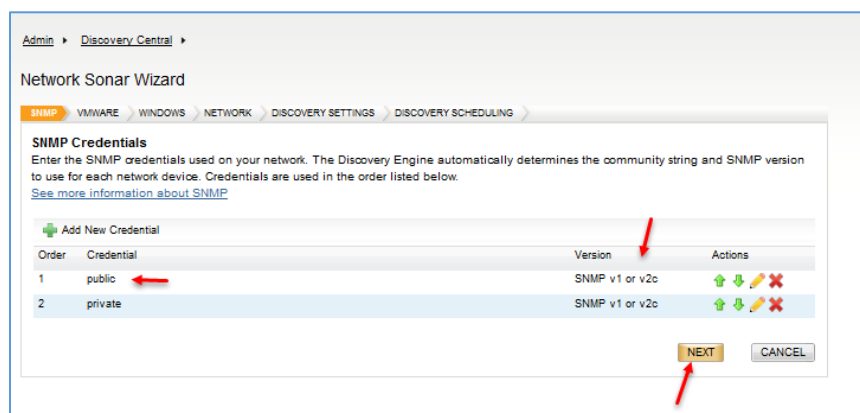 Admin Discovery Central
Network Sonar Wizard
SNMP VMWARE WINDOWS NETWORK DISCOVERY SETTINGS DISCOVERY SCHEDULING
SNMP Credentials
Enter the SNMP credentials used on your network. The Discovery Engine automatically determines the community string and SNMP version
to use for each network device. Credentials are used in the order listed below.
See more information about SNMP
Add New Credential
Order Credential Version Actions
1 public SNMP v1 or v2c
2 private SNMP v1 or v2c
NEXT CANCEL